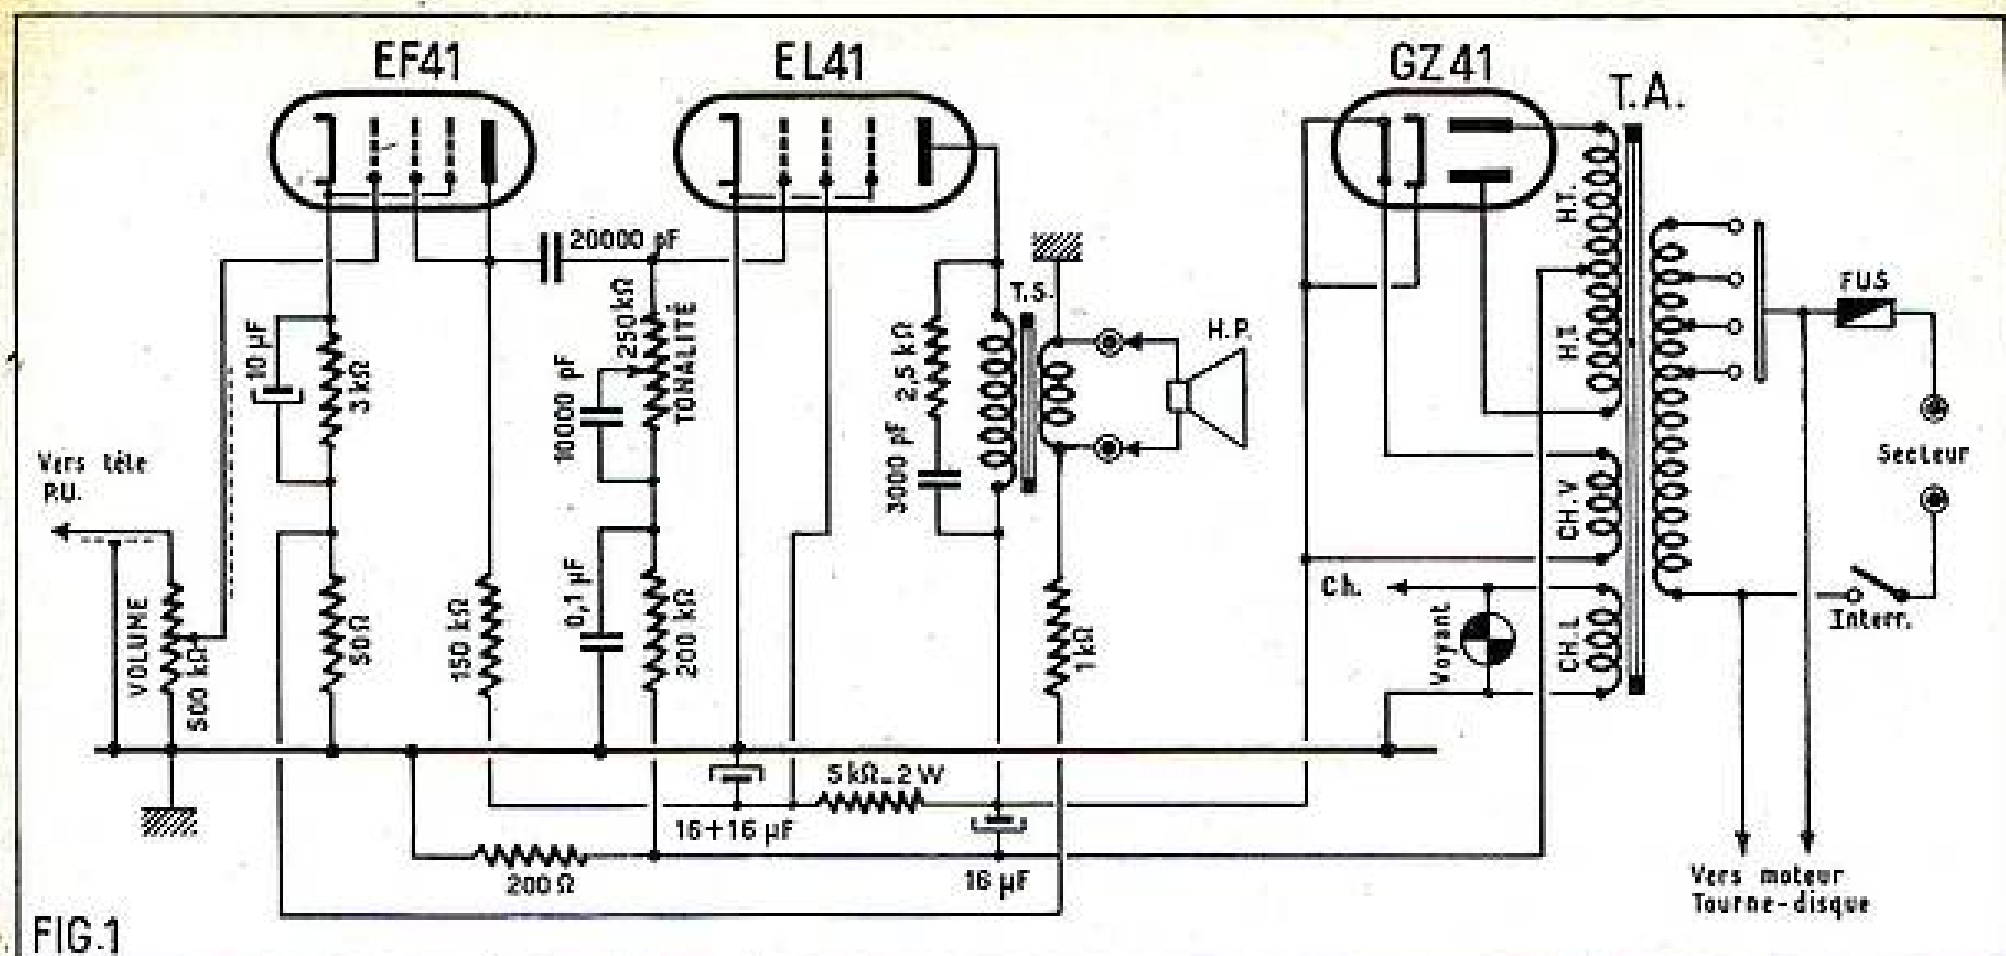 EF41
EL41
GZ41
T.A.
20000 pF
10 µF
3 kΩ
10000 pF
250 kΩ
TONALITÉ
3000 pF
2,5 kΩ
T.S.
H.P.
H.T.
H.T.
FUS
Secteur
Vers tête
P.U.
VOLUME
500 kΩ
50 Ω
150 kΩ
0,1 µF
200 kΩ
1 kΩ
CH.V
Ch.
Voyant
CH.L
Interr.
5 kΩ_2 W
16+16 µF
200 Ω
16 µF
Vers moteur
Tourne-disque
FIG.1